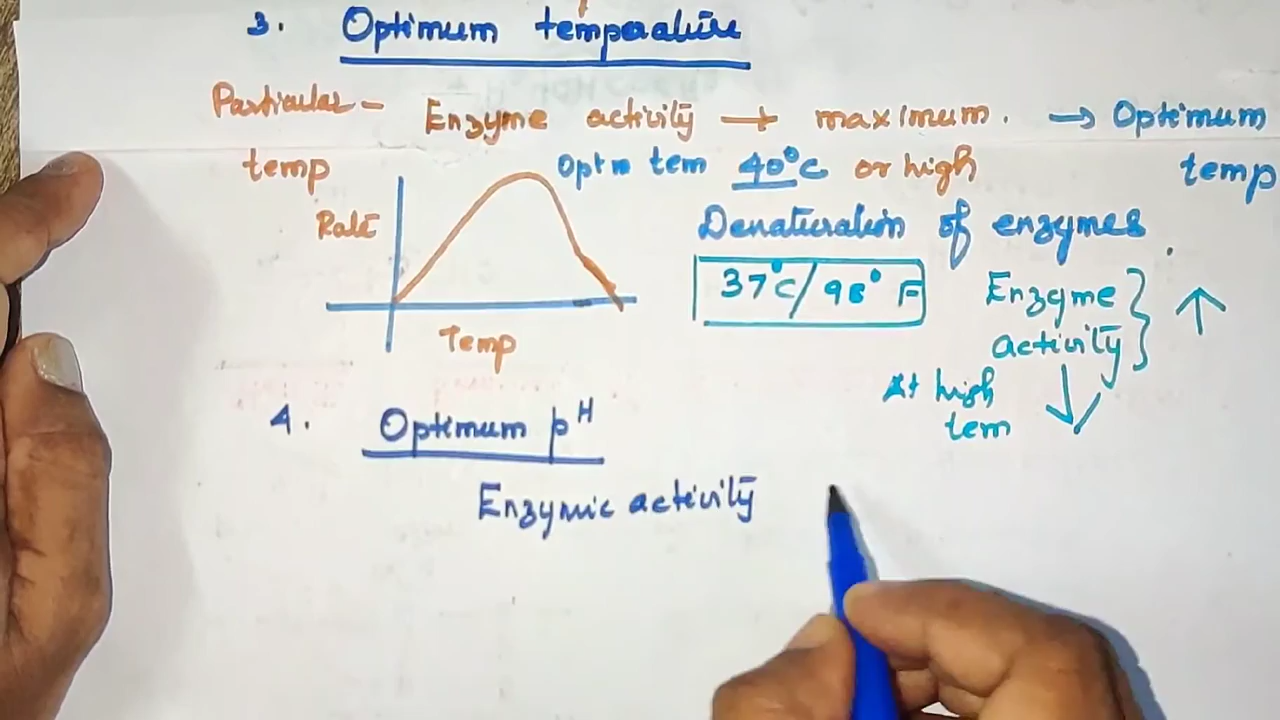 3. Optimum temperature
Particular - Enzyme activity → maximum. → Optimum
temp Optm tem 40°C or high temp
Rate
Denaturation of enzymes.
37°C/98° F
Enzyme
activity } ↑
Temp
At high
tem ↓
4. Optimum pH
Enzymic activity